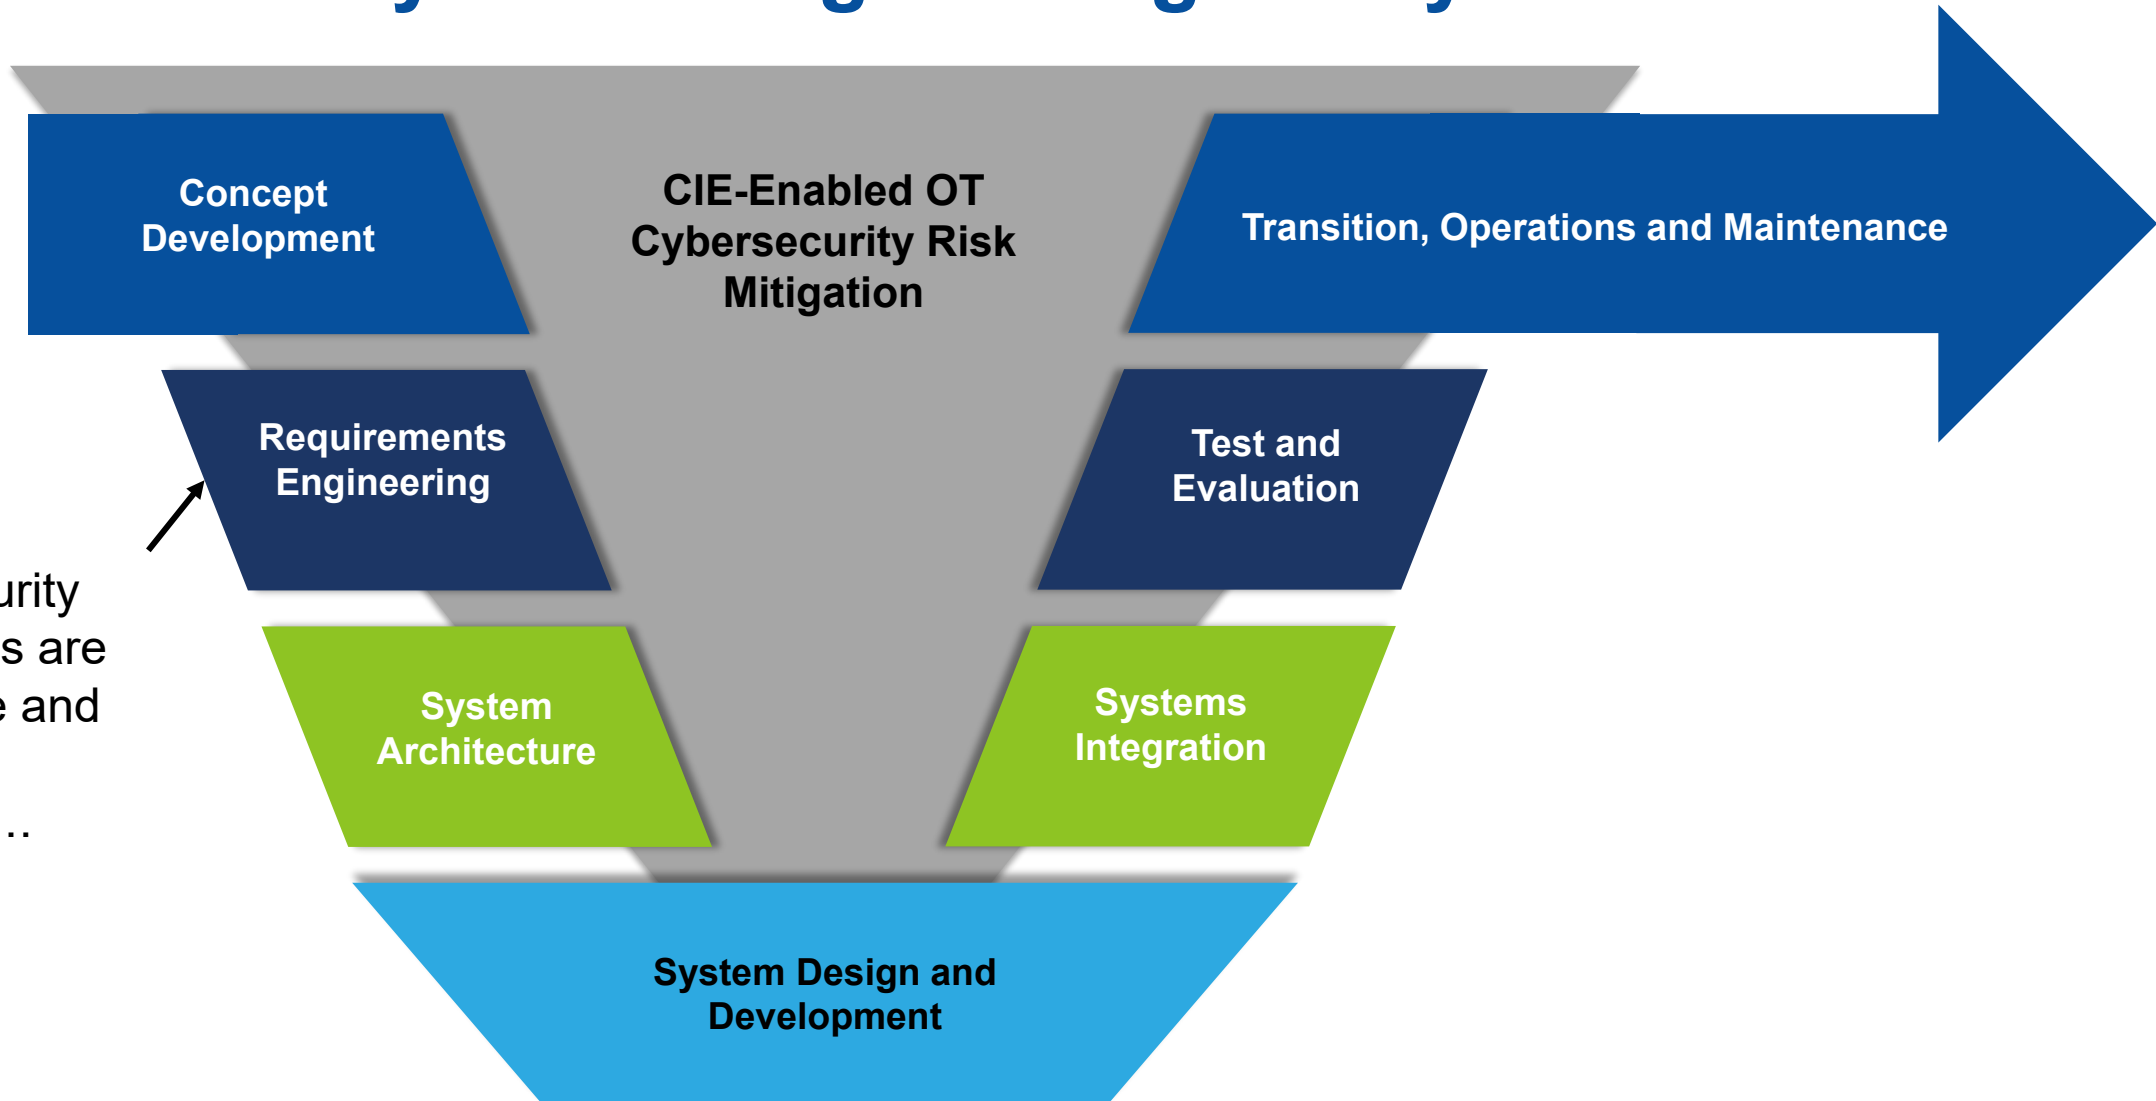 Concept
Development
CIE-Enabled OT
Cybersecurity Risk
Mitigation
Transition, Operations and Maintenance
Requirements
Engineering
Test and
Evaluation
are
and
..
System
Architecture
Systems
Integration
System Design and
Development